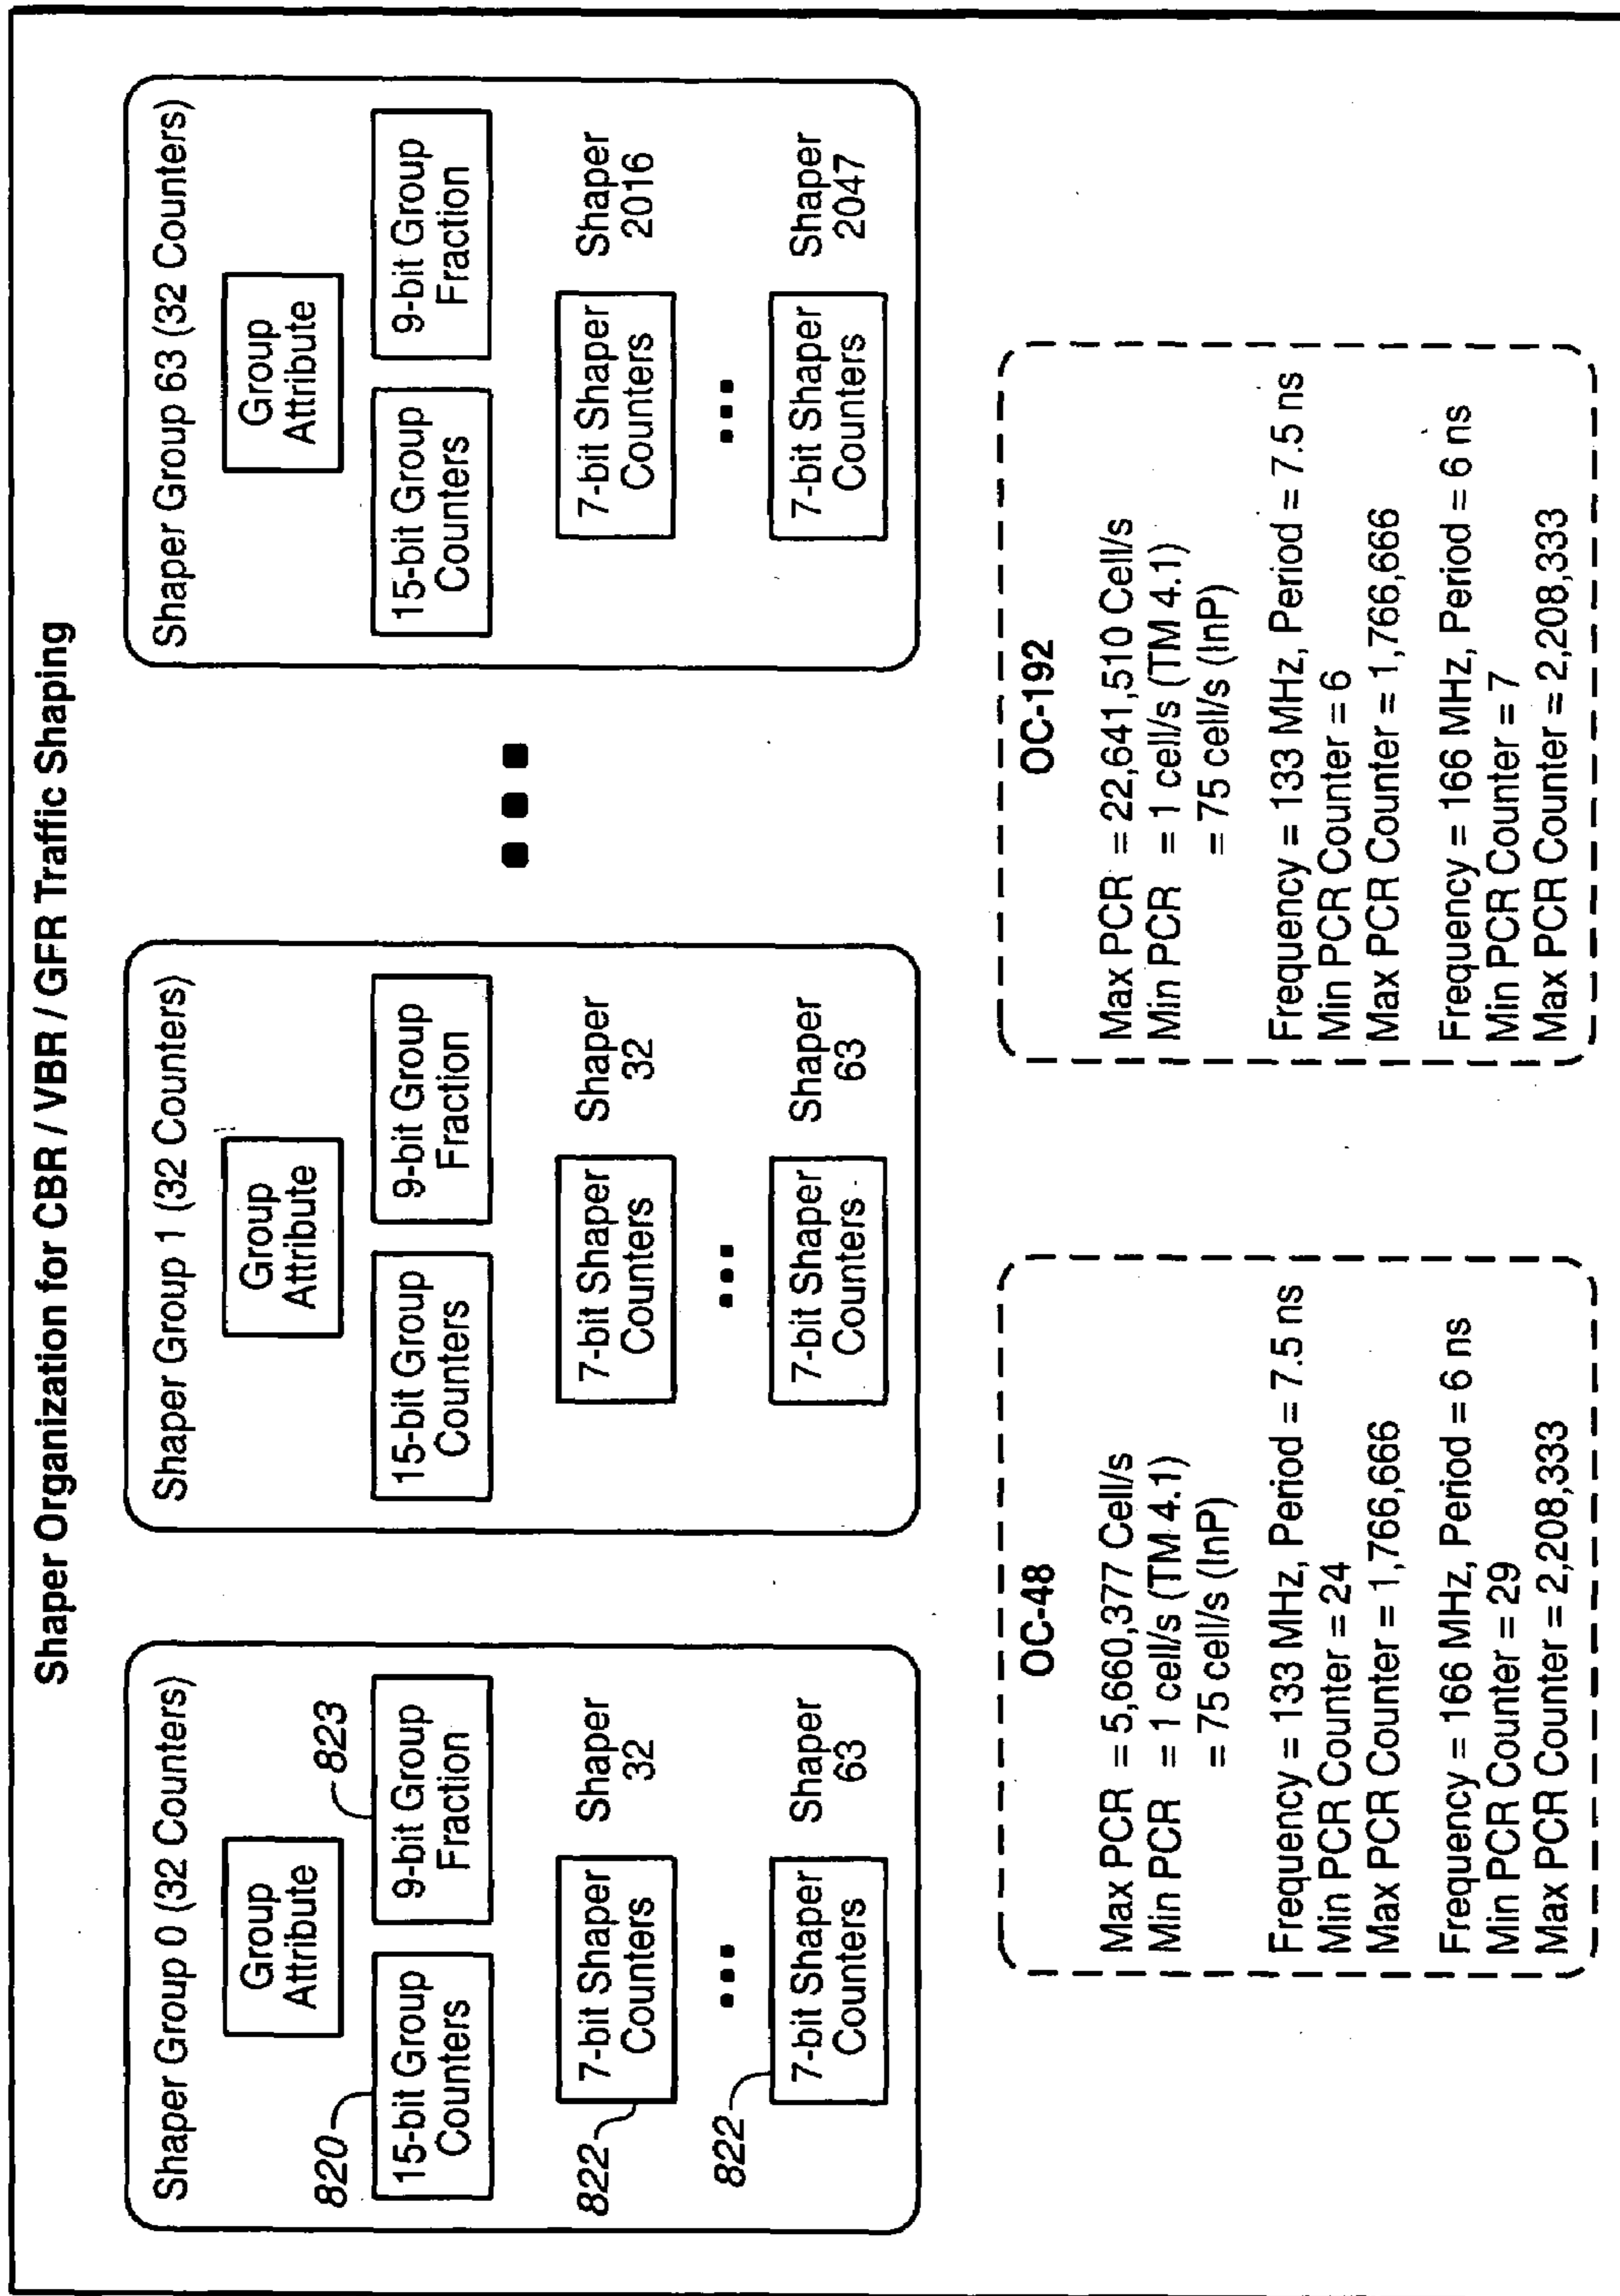 Shaper Organization for CBR / VBR / GFR Traffic Shaping
Shaper Group 0 (32 Counters)
Group
Attribute
820
15-bit Group
Counters
823
9-bit Group
Fraction
822
7-bit Shaper
Counters
Shaper
32
822
7-bit Shaper
Counters
Shaper
63
Shaper Group 1 (32 Counters)
Group
Attribute
15-bit Group
Counters
9-bit Group
Fraction
7-bit Shaper
Counters
Shaper
32
7-bit Shaper
Counters
Shaper
63
Shaper Group 63 (32 Counters)
Group
Attribute
15-bit Group
Counters
9-bit Group
Fraction
7-bit Shaper
Counters
Shaper
2016
7-bit Shaper
Counters
Shaper
2047
OC-48
Max PCR = 5,660,377 Cell/s
Min PCR = 1 cell/s (TM 4.1)
= 75 cell/s (InP)
Frequency = 133 MHz, Period = 7.5 ns
Min PCR Counter = 24
Max PCR Counter = 1,766,666
Frequency = 166 MHz, Period = 6 ns
Min PCR Counter = 29
Max PCR Counter = 2,208,333
OC-192
Max PCR = 22,641,510 Cell/s
Min PCR = 1 cell/s (TM 4.1)
= 75 cell/s (InP)
Frequency = 133 MHz, Period = 7.5 ns
Min PCR Counter = 6
Max PCR Counter = 1,766,666
Frequency = 166 MHz, Period = 6 ns
Min PCR Counter = 7
Max PCR Counter = 2,208,333